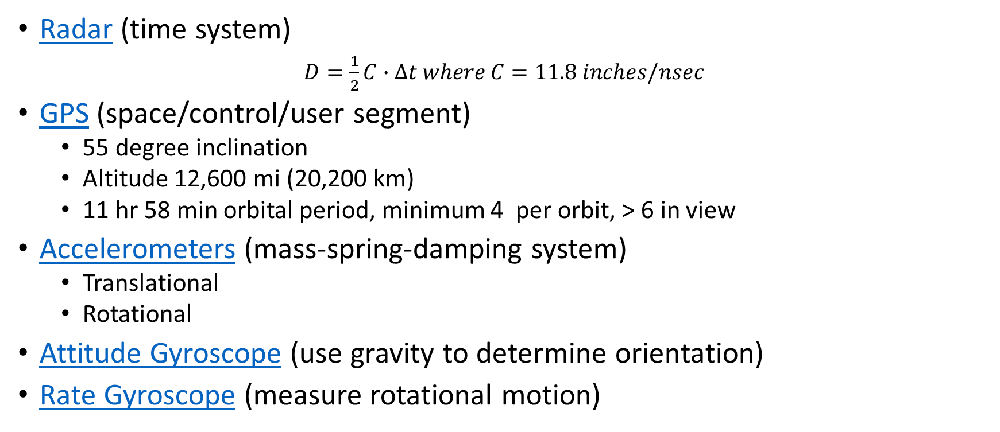 • Radar (time system)
D = 1/2 C · Δt where C = 11.8 inches/nsec
• GPS (space/control/user segment)
• 55 degree inclination
• Altitude 12,600 mi (20,200 km)
• 11 hr 58 min orbital period, minimum 4  per orbit, > 6 in view
• Accelerometers (mass-spring-damping system)
• Translational
• Rotational
• Attitude Gyroscope (use gravity to determine orientation)
• Rate Gyroscope (measure rotational motion)